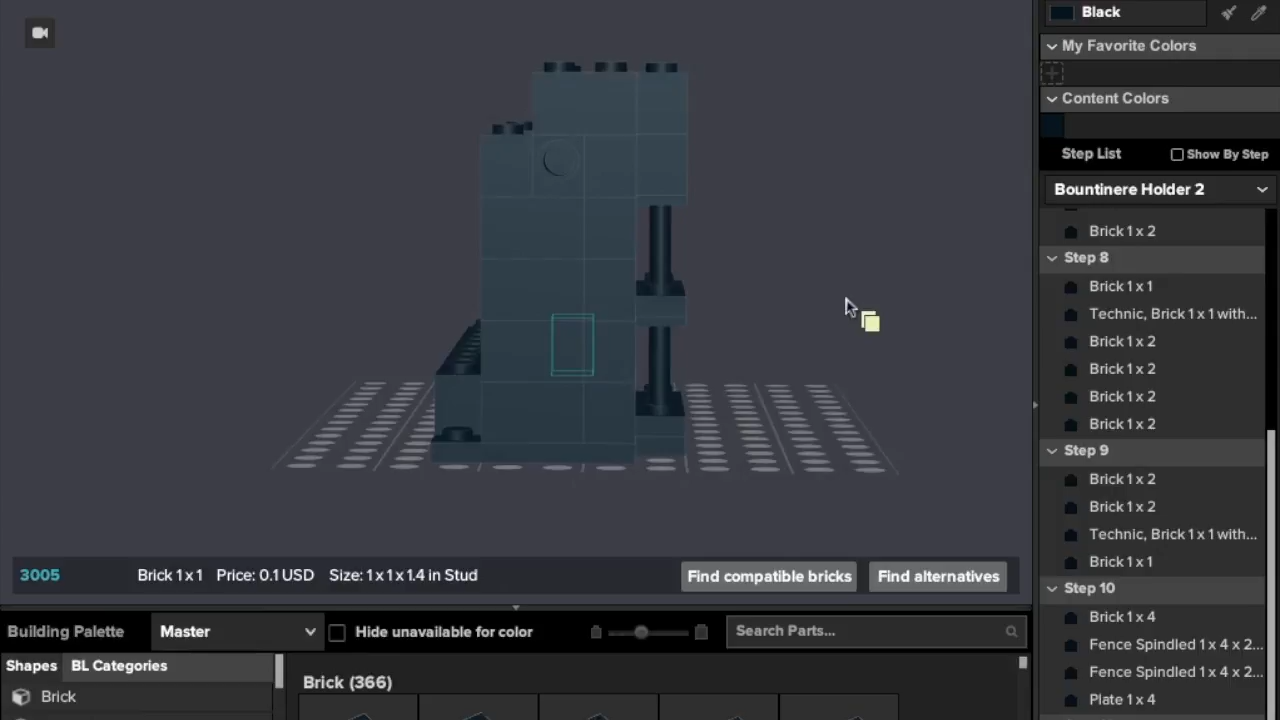 Black
My Favorite Colors
Content Colors
Step List
Show By Step
Bountinere Holder 2
Brick 1 x 2
Step 8
Brick 1 x 1
Technic, Brick 1 x 1 with...
Brick 1 x 2
Brick 1 x 2
Brick 1 x 2
Brick 1 x 2
Step 9
Brick 1 x 2
Brick 1 x 2
Technic, Brick 1 x 1 with...
Brick 1 x 1
Step 10
Brick 1 x 4
Fence Spindled 1 x 4 x 2...
Fence Spindled 1 x 4 x 2...
Plate 1 x 4
3005 Brick 1 x 1 Price: 0.1 USD Size: 1 x 1 x 1.4 in Stud Find compatible bricks Find alternatives
Building Palette Master Hide unavailable for color Search Parts...
Shapes BL Categories
Brick (366)
Brick